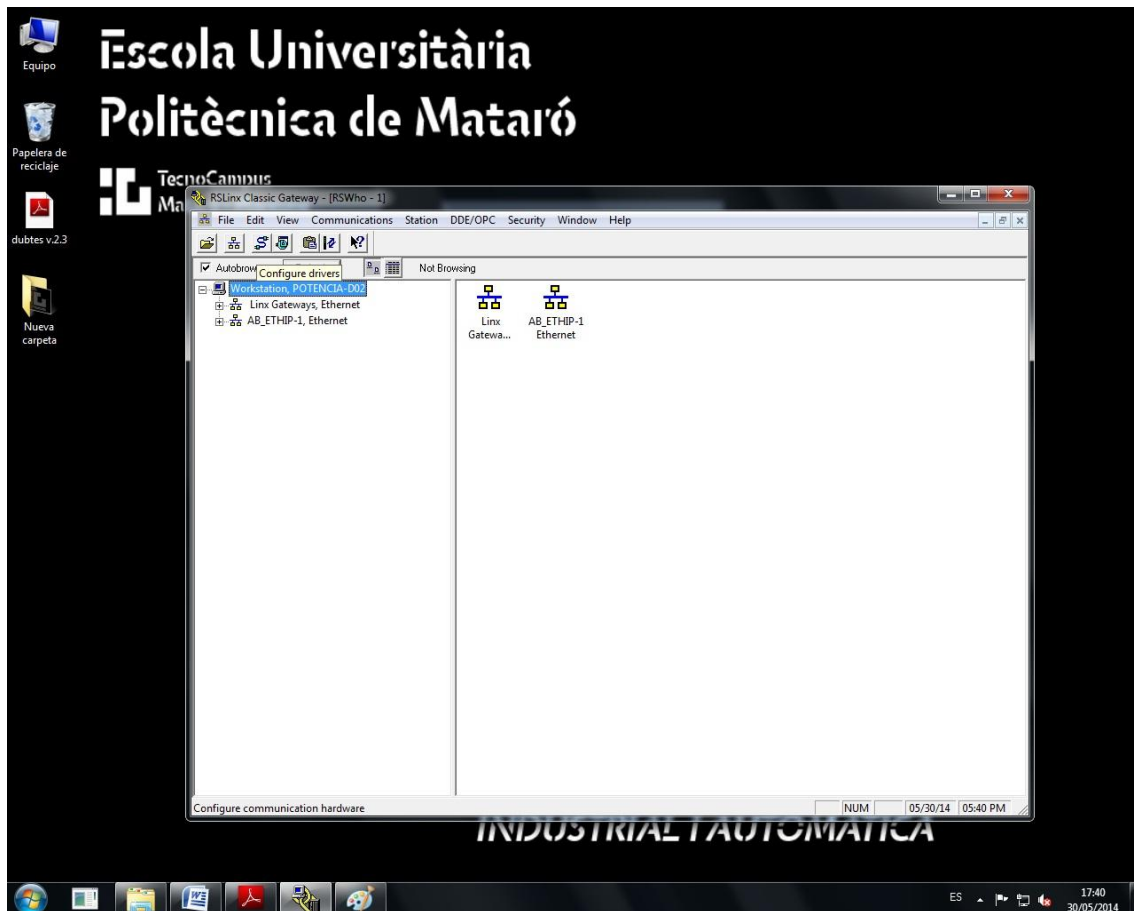 Equipo
Papelera de
reciclaje
dubtes v.2.3
Nueva
carpeta
Escola Universitària
Politècnica de Mataró
TecnoCampus
Ma
RSLinx Classic Gateway - [RSWho - 1]
File Edit View Communications Station DDE/OPC Security Window Help
Autobrow
Not Browsing
Configure drivers
Workstation, POTENCIA-D02
Linx Gateways, Ethernet
AB_ETHIP-1, Ethernet
Linx
Gatewa...
AB_ETHIP-1
Ethernet
Configure communication hardware
NUM
05/30/14
05:40 PM
INDUSTRIAL I AUTOMÀTICA
ES
17:40
30/05/2014